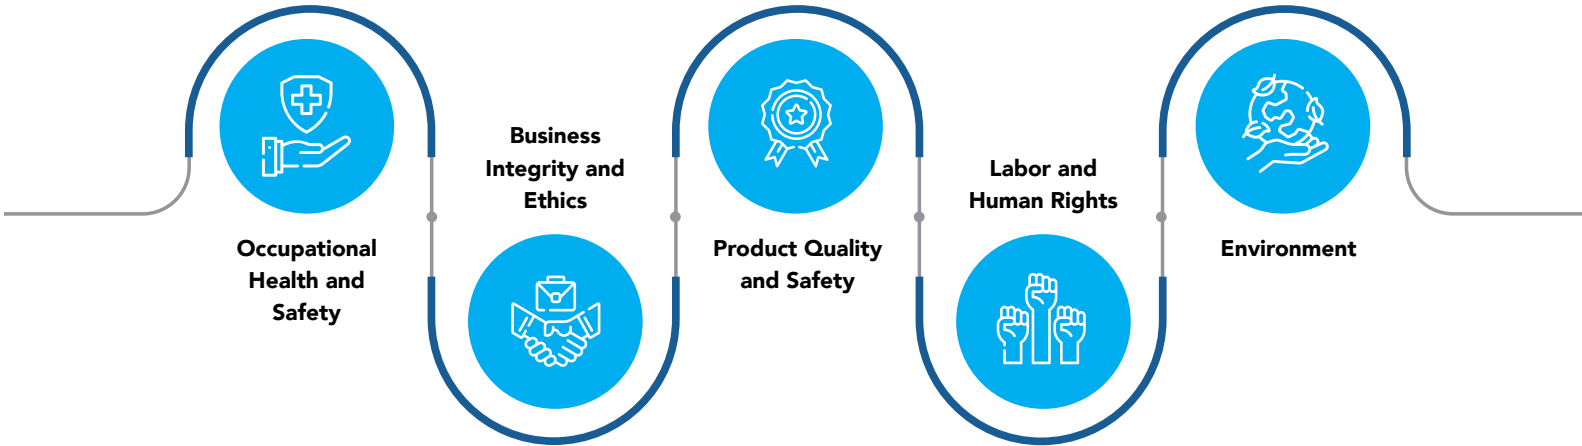 Occupational
Health and
Safety
Business
Integrity and
Ethics
Product Quality
and Safety
Labor and
Human Rights
Environment